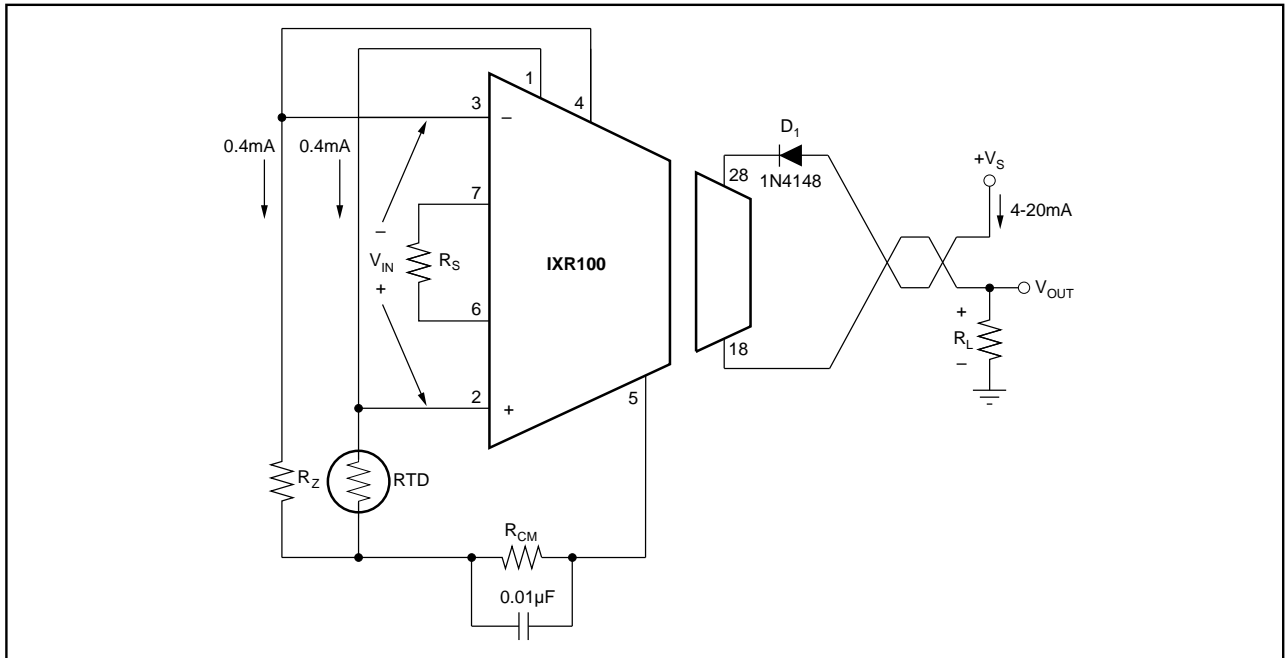 1
3
−
4
0.4mA
0.4mA
D1
+VS
28
1N4148
4-20mA
7
−
VIN
+
RS
IXR100
6
VOUT
+
RL
−
18
2
+
5
RZ
RTD
RCM
0.01µF